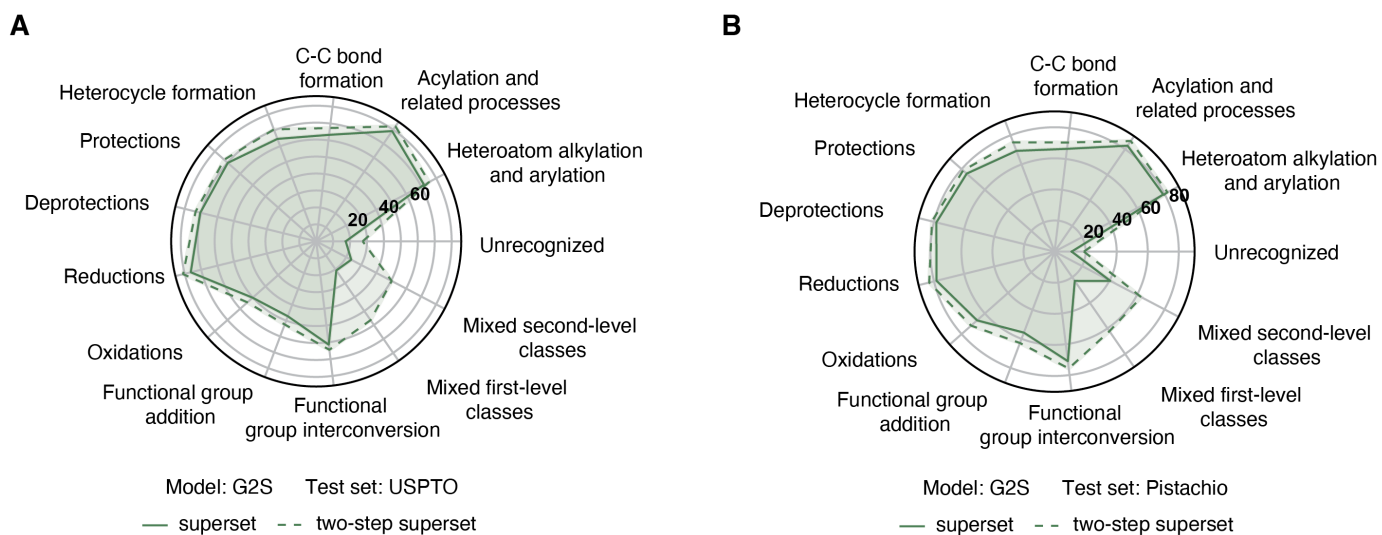 A
C-C bond
formation
Acylation and
related processes
Heterocycle formation
Protections
Heteroatom alkylation
and arylation
60
40
20
Deprotections
Unrecognized
Reductions
Mixed second-level
classes
Oxidations
Mixed first-level
classes
Functional group
addition
Functional
group interconversion
Model: G2S Test set: USPTO
superset two-step superset
B
C-C bond
formation
Acylation and
related processes
Heterocycle formation
Protections
Heteroatom alkylation
and arylation
80
60
40
20
Deprotections
Unrecognized
Reductions
Mixed second-level
classes
Oxidations
Mixed first-level
classes
Functional group
addition
Functional
group interconversion
Model: G2S Test set: Pistachio
superset two-step superset